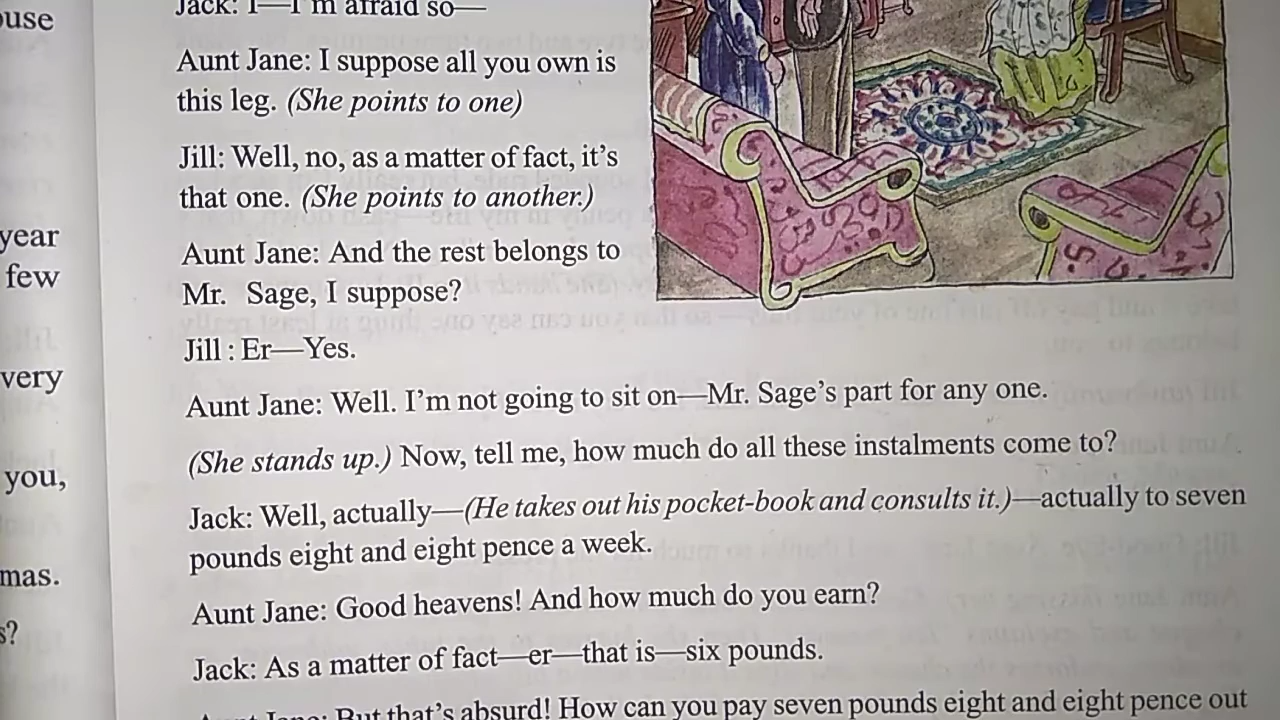 ouse
year
few
very
you,
mas.
s?
Jack: I—I'm afraid so—
Aunt Jane: I suppose all you own is
this leg. (She points to one)
Jill: Well, no, as a matter of fact, it's
that one. (She points to another.)
Aunt Jane: And the rest belongs to
Mr. Sage, I suppose?
Jill : Er—Yes.
Aunt Jane: Well. I'm not going to sit on—Mr. Sage's part for any one.
(She stands up.) Now, tell me, how much do all these instalments come to?
Jack: Well, actually—(He takes out his pocket-book and consults it.)—actually to seven
pounds eight and eight pence a week.
Aunt Jane: Good heavens! And how much do you earn?
Jack: As a matter of fact—er—that is—six pounds.
Aunt Jane: But that's absurd! How can you pay seven pounds eight and eight pence out